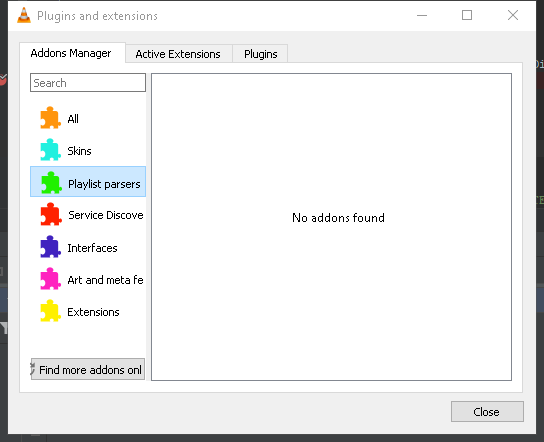 Plugins and extensions
Addons Manager
Active Extensions
Plugins
Search
All
Skins
Playlist parsers
Service Discove
Interfaces
Art and meta fe
Extensions
No addons found
Find more addons onl
Close